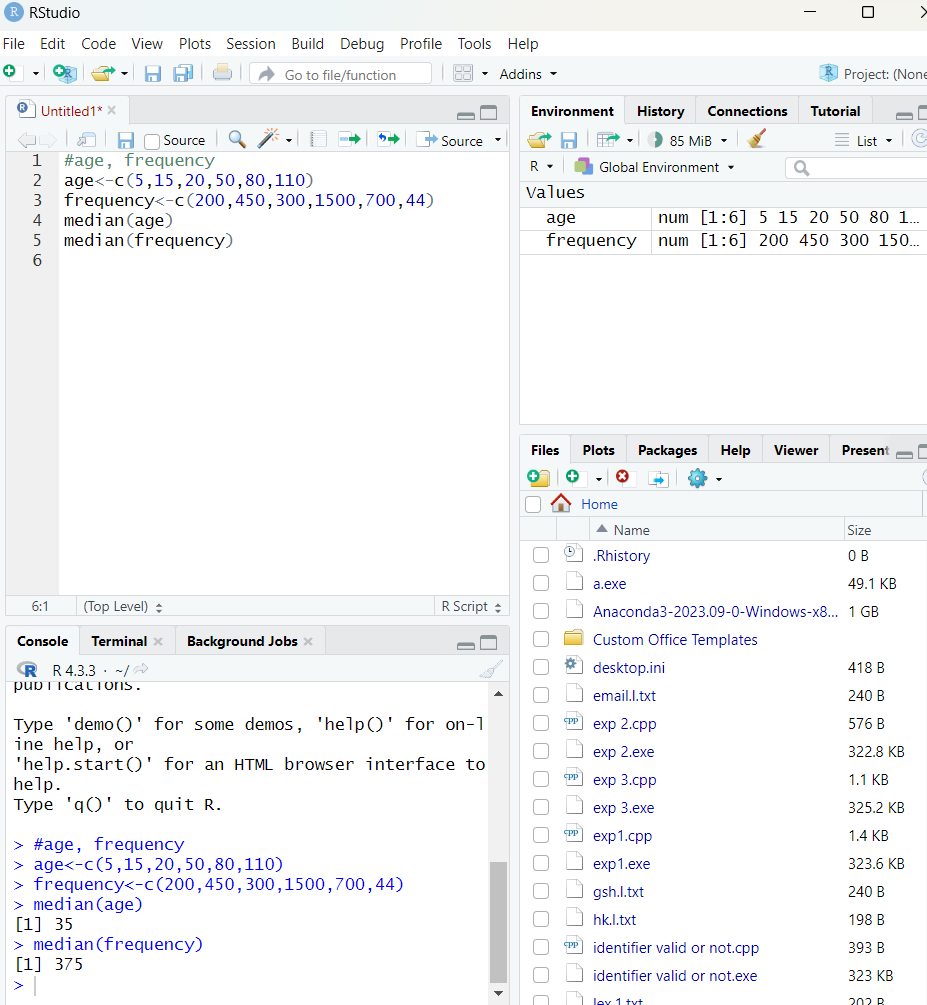 RStudio
File Edit Code View Plots Session Build Debug Profile Tools Help
Go to file/function Addins Project: (None
Untitled1*
Source Source
1 #age, frequency
2 age<-c(5,15,20,50,80,110)
3 frequency<-c(200,450,300,1500,700,44)
4 median(age)
5 median(frequency)
6
6:1 (Top Level) R Script
Console Terminal Background Jobs
R 4.3.3 · ~/
publications.
Type 'demo()' for some demos, 'help()' for on-l
ine help, or
'help.start()' for an HTML browser interface to
help.
Type 'q()' to quit R.
> #age, frequency
> age<-c(5,15,20,50,80,110)
> frequency<-c(200,450,300,1500,700,44)
> median(age)
[1] 35
> median(frequency)
[1] 375
>
Environment History Connections Tutorial
85 MiB List
R Global Environment
Values
age num [1:6] 5 15 20 50 80 1...
frequency num [1:6] 200 450 300 150...
Files Plots Packages Help Viewer Present
Home
Name Size
.Rhistory 0 B
a.exe 49.1 KB
Anaconda3-2023.09-0-Windows-x8... 1 GB
Custom Office Templates
desktop.ini 418 B
email.l.txt 240 B
exp 2.cpp 576 B
exp 2.exe 322.8 KB
exp 3.cpp 1.1 KB
exp 3.exe 325.2 KB
exp1.cpp 1.4 KB
exp1.exe 323.6 KB
gsh.l.txt 240 B
hk.l.txt 198 B
identifier valid or not.cpp 393 B
identifier valid or not.exe 323 KB
lex 1.txt 202 B